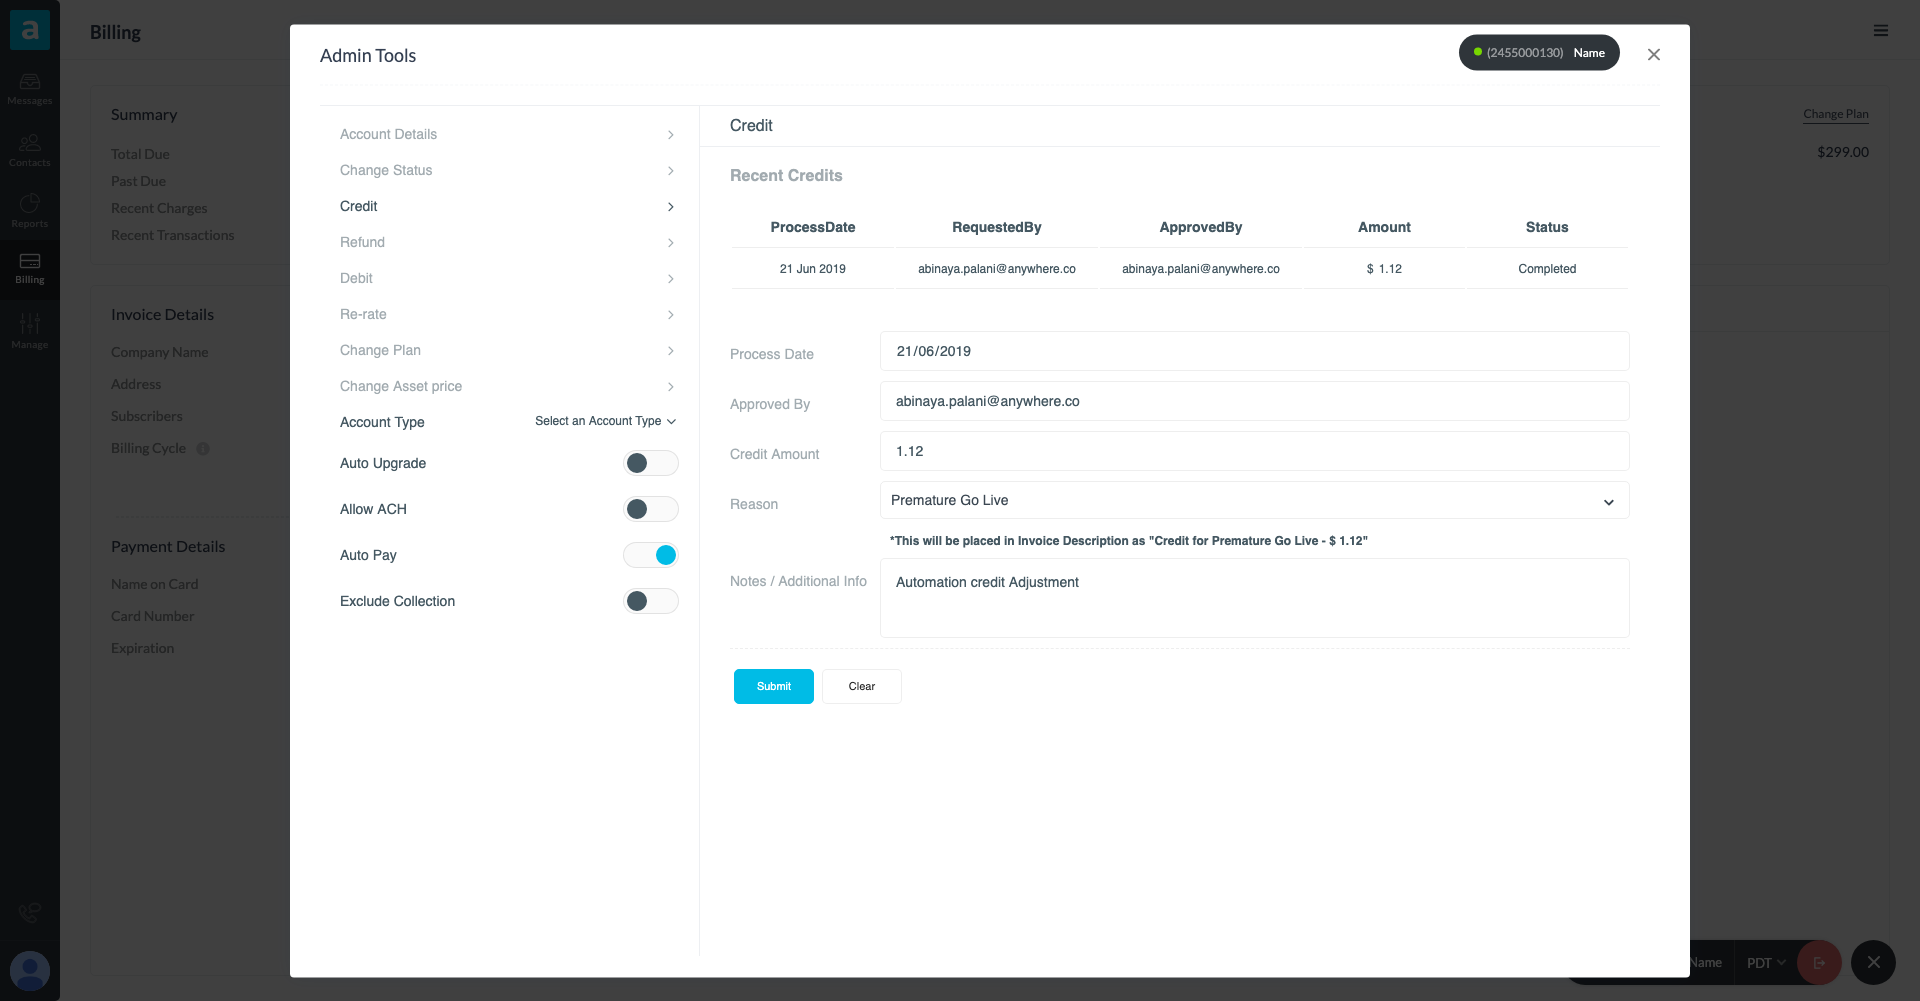 a
Messages
Contacts
Reports
Billing
Manage
Billing
Summary
Total Due
Past Due
Recent Charges
Recent Transactions
Invoice Details
Company Name
Address
Subscribers
Billing Cycle
Payment Details
Name on Card
Card Number
Expiration
Change Plan
$299.00
Admin Tools
(2455000130) Name
Account Details
Change Status
Credit
Refund
Debit
Re-rate
Change Plan
Change Asset price
Account Type Select an Account Type
Auto Upgrade
Allow ACH
Auto Pay
Exclude Collection
Credit
Recent Credits
ProcessDate RequestedBy ApprovedBy Amount Status
21 Jun 2019 abinaya.palani@anywhere.co abinaya.palani@anywhere.co $ 1.12 Completed
Process Date 21/06/2019
Approved By abinaya.palani@anywhere.co
Credit Amount 1.12
Reason Premature Go Live
*This will be placed in Invoice Description as "Credit for Premature Go Live - $ 1.12"
Notes / Additional Info Automation credit Adjustment
Submit Clear
Name PDT